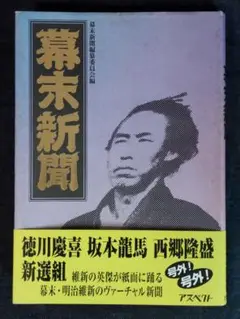 幕末新聞編集委員会編
幕末新聞
徳川慶喜 坂本龍馬 西郷隆盛
新選組
維新の英傑が紙面に踊る
幕末・明治維新のヴァーチャル新聞
号外!
号外!
アスペクト